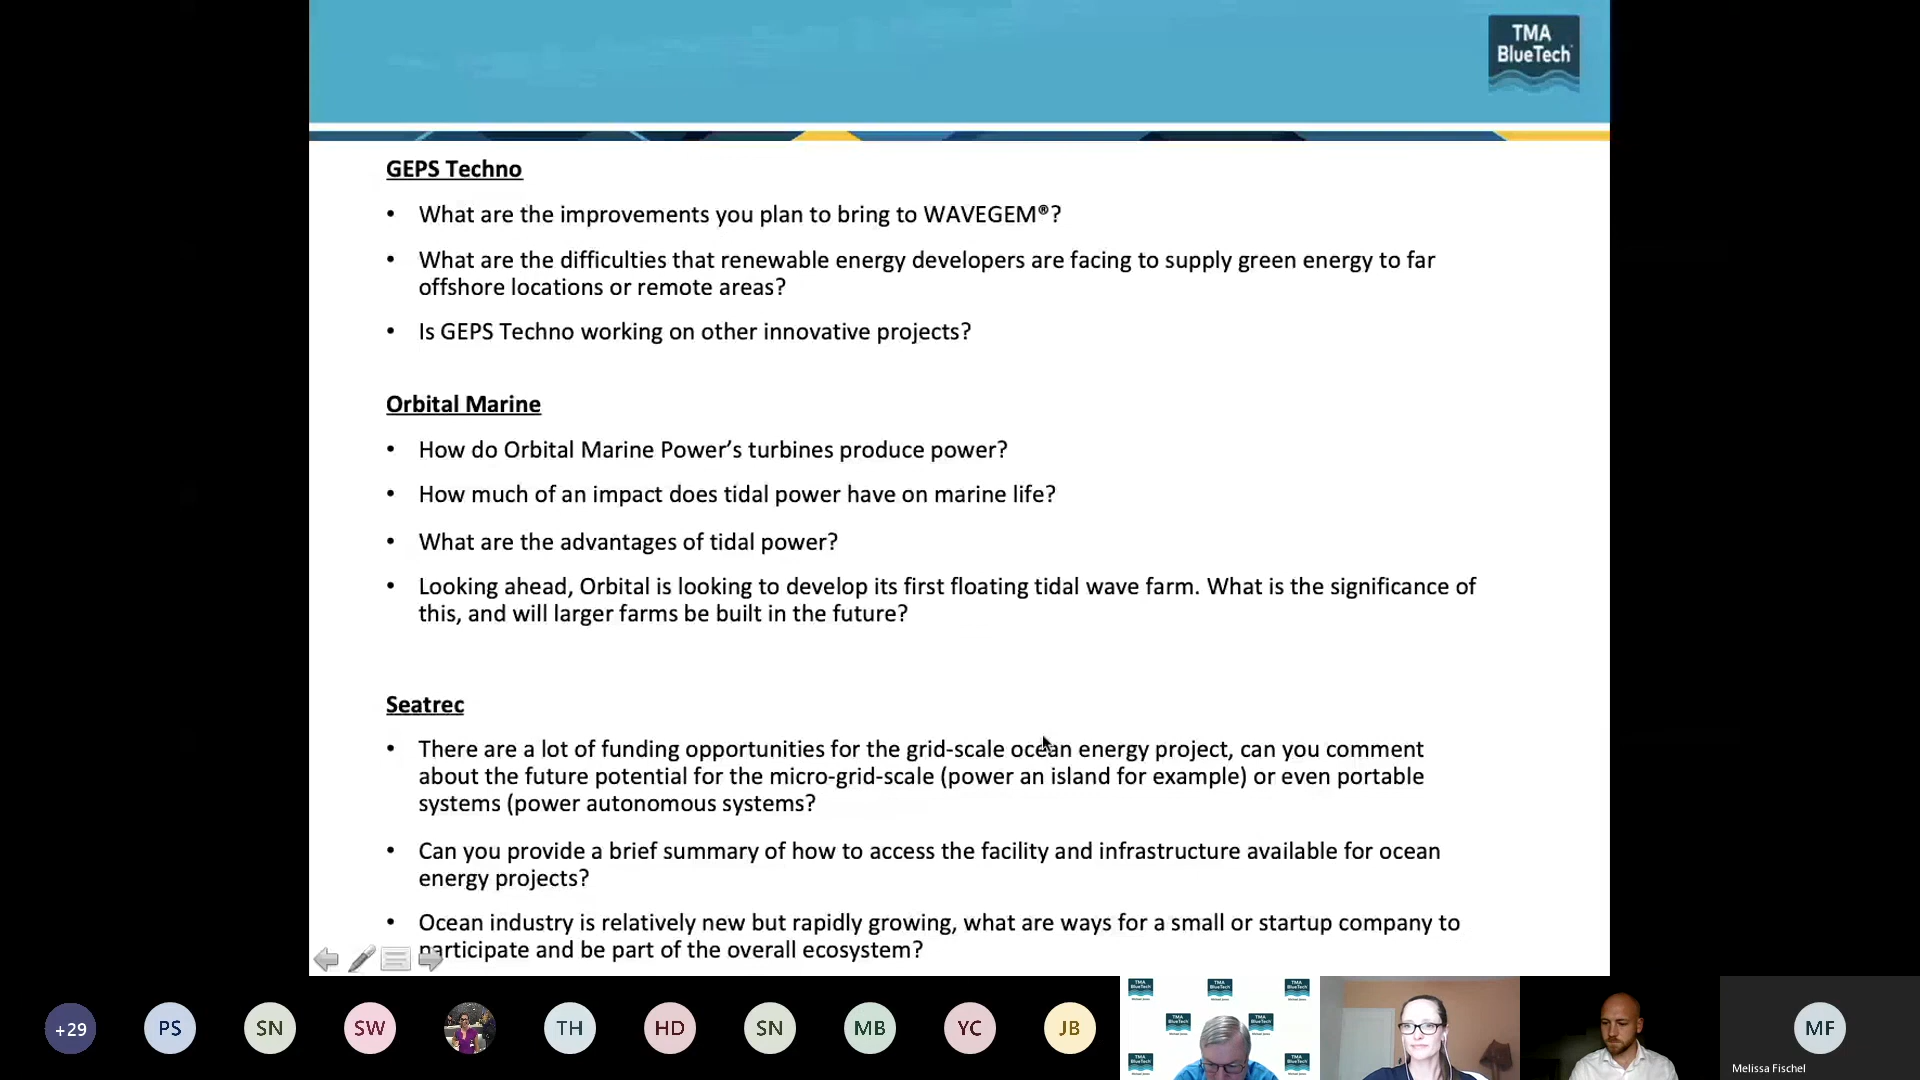 TMA
BlueTech
GEPS Techno
• What are the improvements you plan to bring to WAVEGEM®?
• What are the difficulties that renewable energy developers are facing to supply green energy to far
offshore locations or remote areas?
• Is GEPS Techno working on other innovative projects?
Orbital Marine
• How do Orbital Marine Power’s turbines produce power?
• How much of an impact does tidal power have on marine life?
• What are the advantages of tidal power?
• Looking ahead, Orbital is looking to develop its first floating tidal wave farm. What is the significance of
this, and will larger farms be built in the future?
Seatrec
• There are a lot of funding opportunities for the grid-scale ocean energy project, can you comment
about the future potential for the micro-grid-scale (power an island for example) or even portable
systems (power autonomous systems?
• Can you provide a brief summary of how to access the facility and infrastructure available for ocean
energy projects?
• Ocean industry is relatively new but rapidly growing, what are ways for a small or startup company to
participate and be part of the overall ecosystem?
+29
PS
SN
SW
TH
HD
SN
MB
YC
JB
TMA
BlueTech
TMA
BlueTech
MF
Melissa Fischel